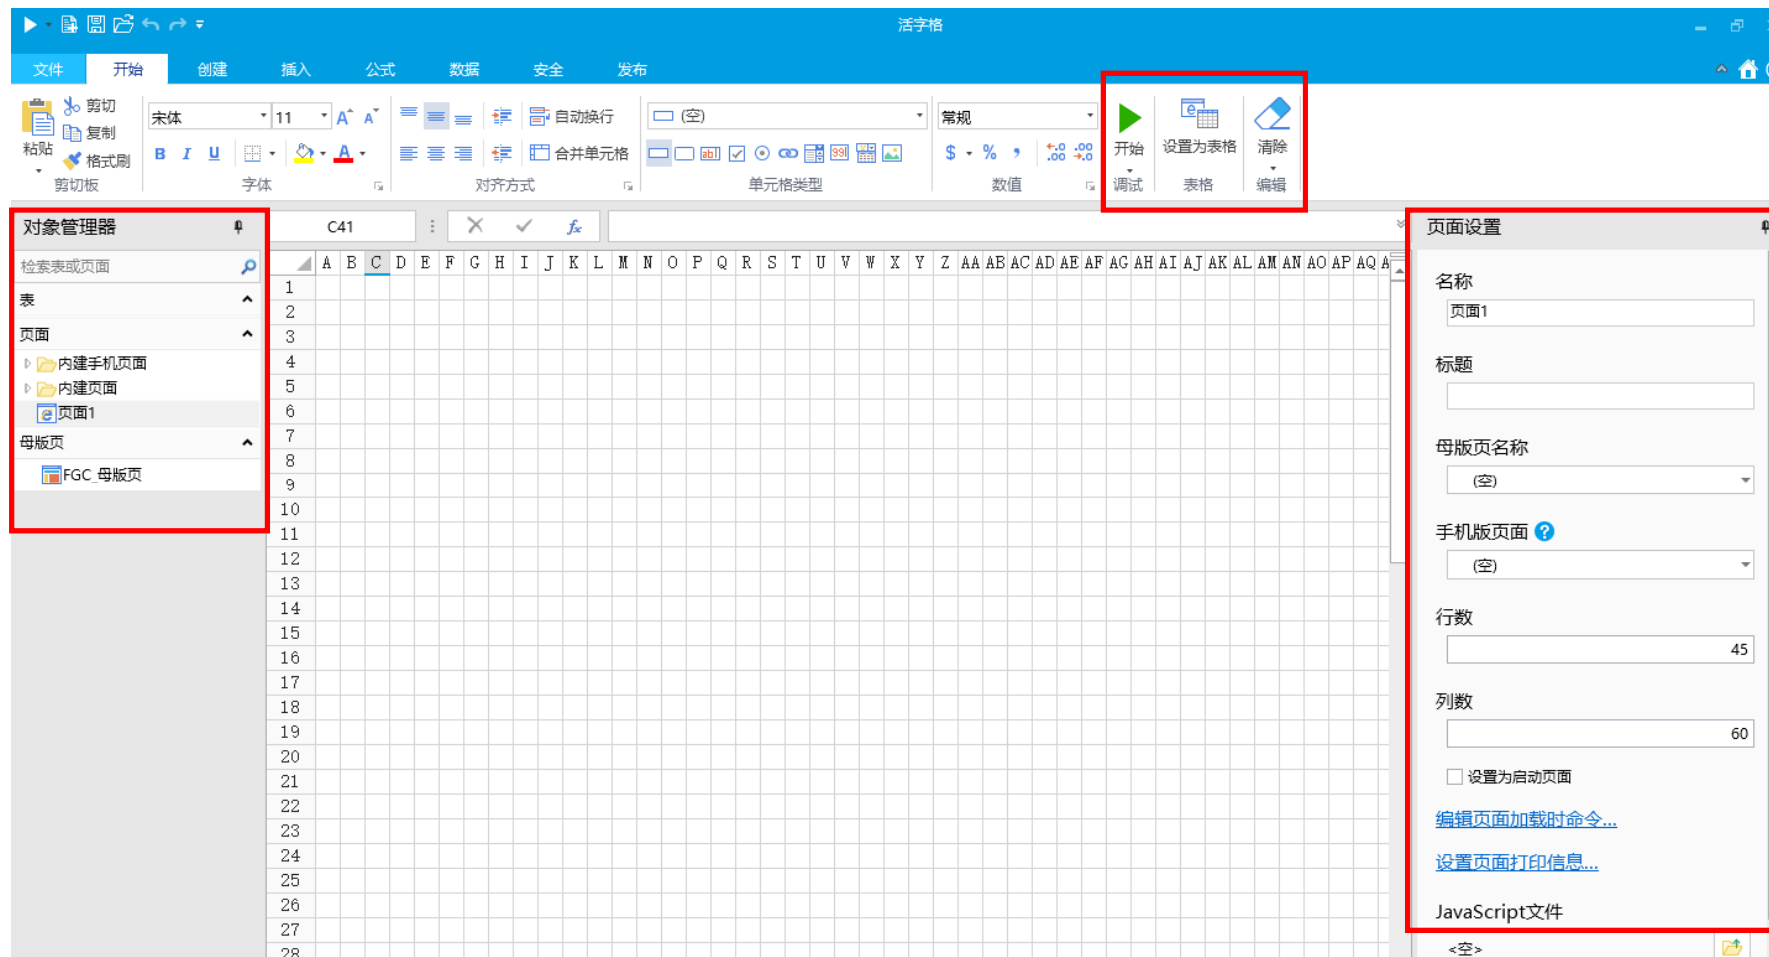 活字格
文件 开始 创建 插入 公式 数据 安全 发布
剪切
复制
格式刷
粘贴
剪切板
宋体 11 A A
B I U A
字体
自动换行
合并单元格
对齐方式
(空)
ab 99
单元格类型
常规
$ % , .0 .00 .00 .0
数值
开始
调试
设置为表格
表格
清除
编辑
对象管理器
检索表或页面
表
页面
内建手机页面
内建页面
页面1
母版页
FGC_母版页
C41 fx
A B C D E F G H I J K L M N O P Q R S T U V W X Y Z AA AB AC AD AE AF AG AH AI AJ AK AL AM AN AO AP AQ A
1
2
3
4
5
6
7
8
9
10
11
12
13
14
15
16
17
18
19
20
21
22
23
24
25
26
27
28
页面设置
名称
页面1
标题
母版页名称
(空)
手机版页面 ?
(空)
行数
45
列数
60
设置为启动页面
编辑页面加载时命令...
设置页面打印信息...
JavaScript文件
<空>